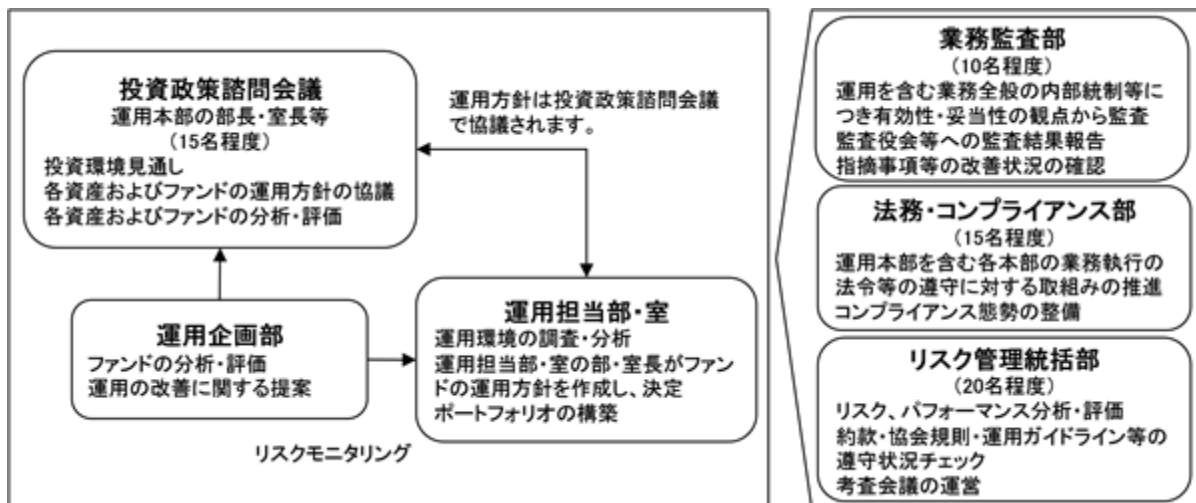 投資政策諮問会議
運用本部の部長・室長等
(15名程度)
投資環境見通し
各資産およびファンドの運用方針の協議
各資産およびファンドの分析・評価
運用方針は投資政策諮問会議
で協議されます。
運用企画部
ファンドの分析・評価
運用の改善に関する提案
運用担当部・室
運用環境の調査・分析
運用担当部・室の部・室長がファン
ドの運用方針を作成し、決定
ポートフォリオの構築
リスクモニタリング
業務監査部
(10名程度)
運用を含む業務全般の内部統制等に
つき有効性・妥当性の観点から監査
監査役会等への監査結果報告
指摘事項等の改善状況の確認
法務・コンプライアンス部
(15名程度)
運用本部を含む各本部の業務執行の
法令等の遵守に対する取組みの推進
コンプライアンス態勢の整備
リスク管理統括部
(20名程度)
リスク、パフォーマンス分析・評価
約款・協会規則・運用ガイドライン等の
遵守状況チェック
考査会議の運営